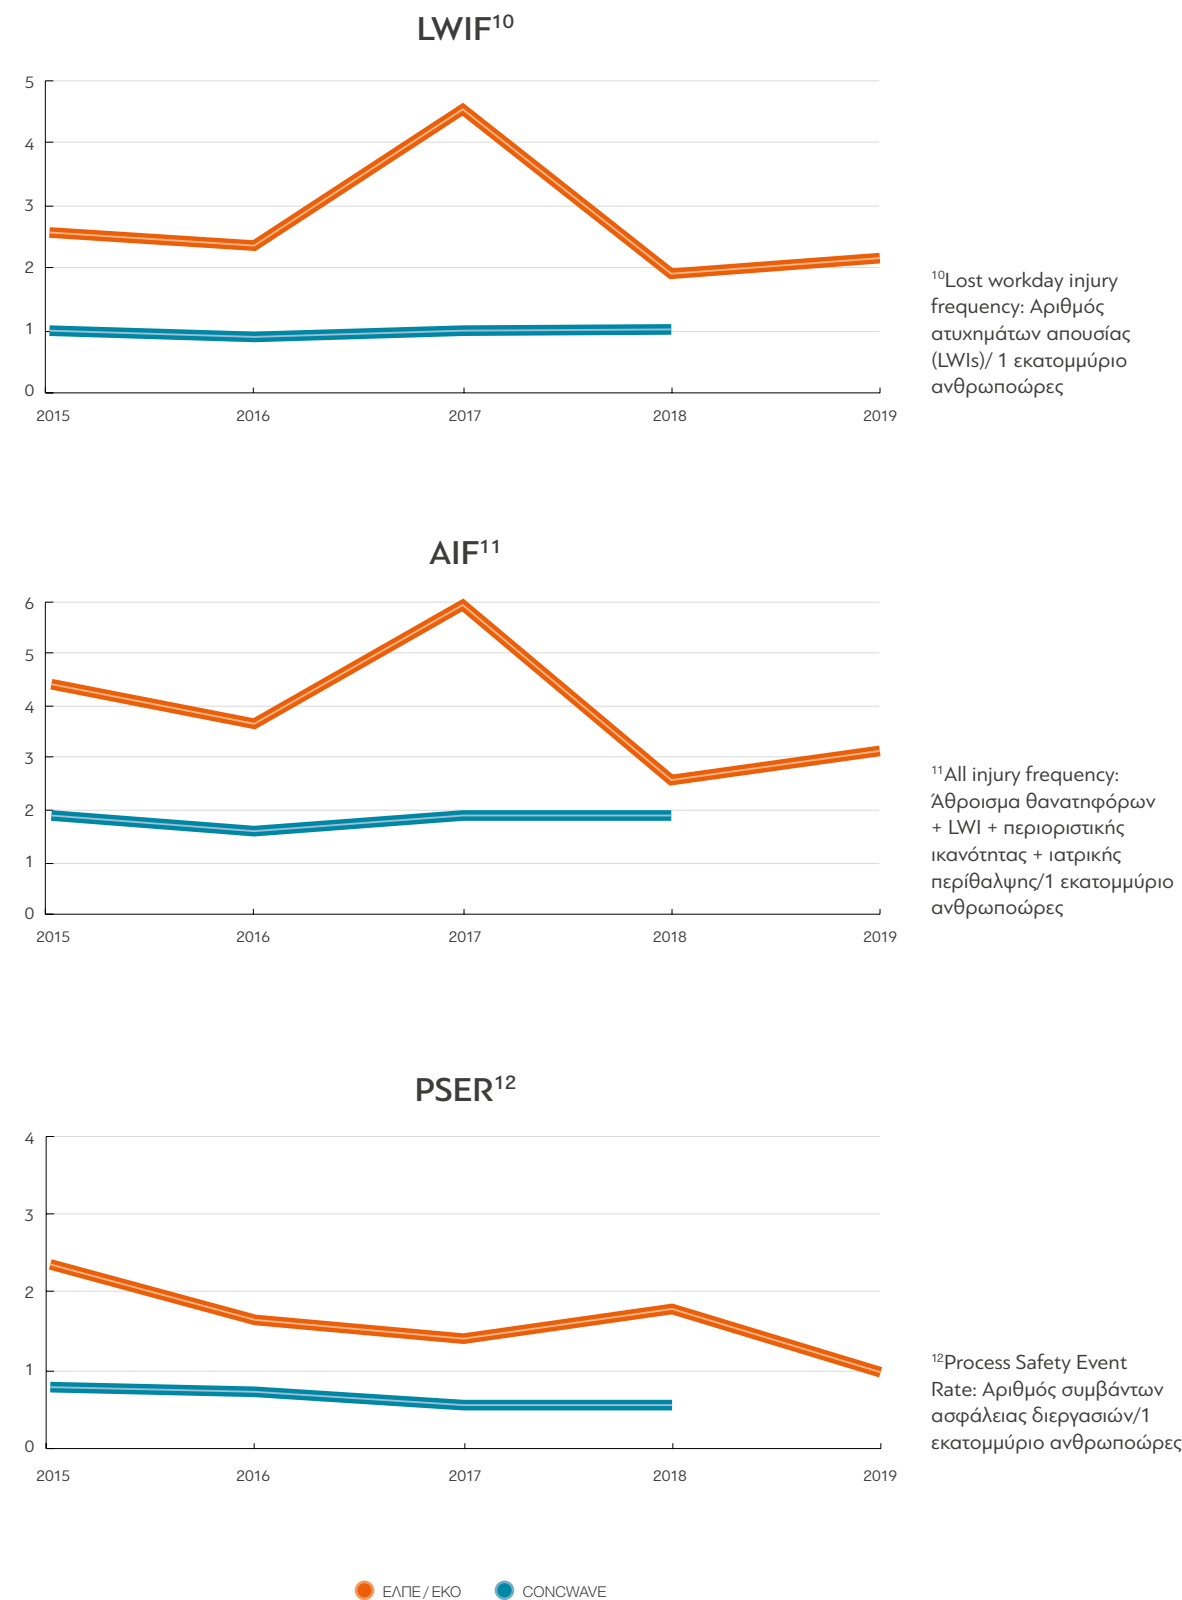 LWIF10
5
4
3
2
1
0
2015 2016 2017 2018 2019
10Lost workday injury
frequency: Αριθμός
ατυχημάτων απουσίας
(LWIs)/ 1 εκατομμύριο
ανθρωποώρες
AIF11
6
5
4
3
2
1
0
2015 2016 2017 2018 2019
11All injury frequency:
Άθροισμα θανατηφόρων
+ LWI + περιοριστικής
ικανότητας + ιατρικής
περίθαλψης/1 εκατομμύριο
ανθρωποώρες
PSER12
4
3
2
1
0
2015 2016 2017 2018 2019
12Process Safety Event
Rate: Αριθμός συμβάντων
ασφάλειας διεργασιών/1
εκατομμύριο ανθρωποώρες
ΕΛΠΕ / ΕΚΟ CONCWAVE